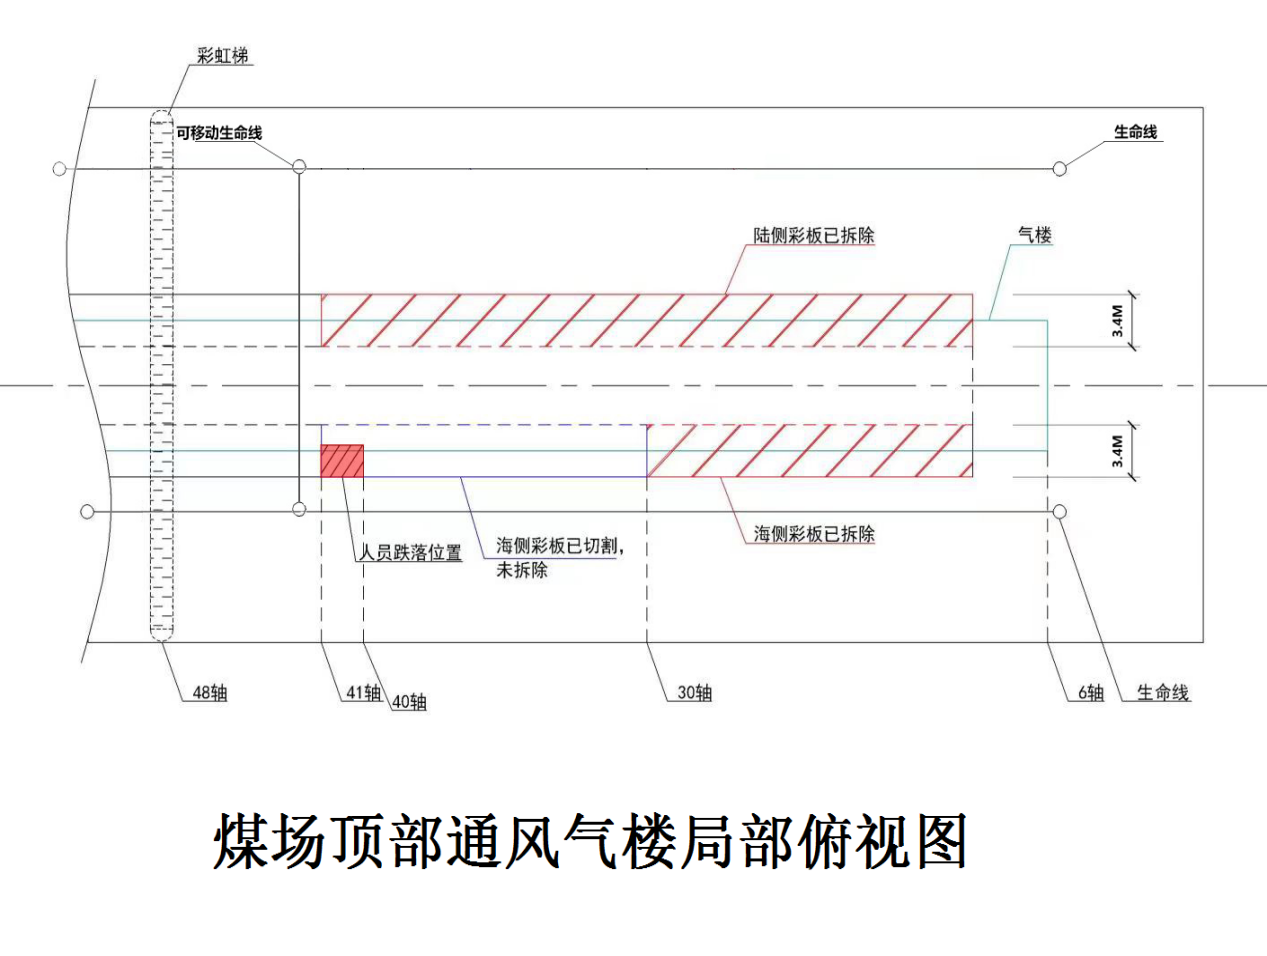 彩虹梯
可移动生命线
生命线
陆侧彩板已拆除
气楼
3.4M
3.4M
人员跌落位置
海侧彩板已切割，
未拆除
海侧彩板已拆除
48轴
41轴
40轴
30轴
6轴
生命线
煤场顶部通风气楼局部俯视图